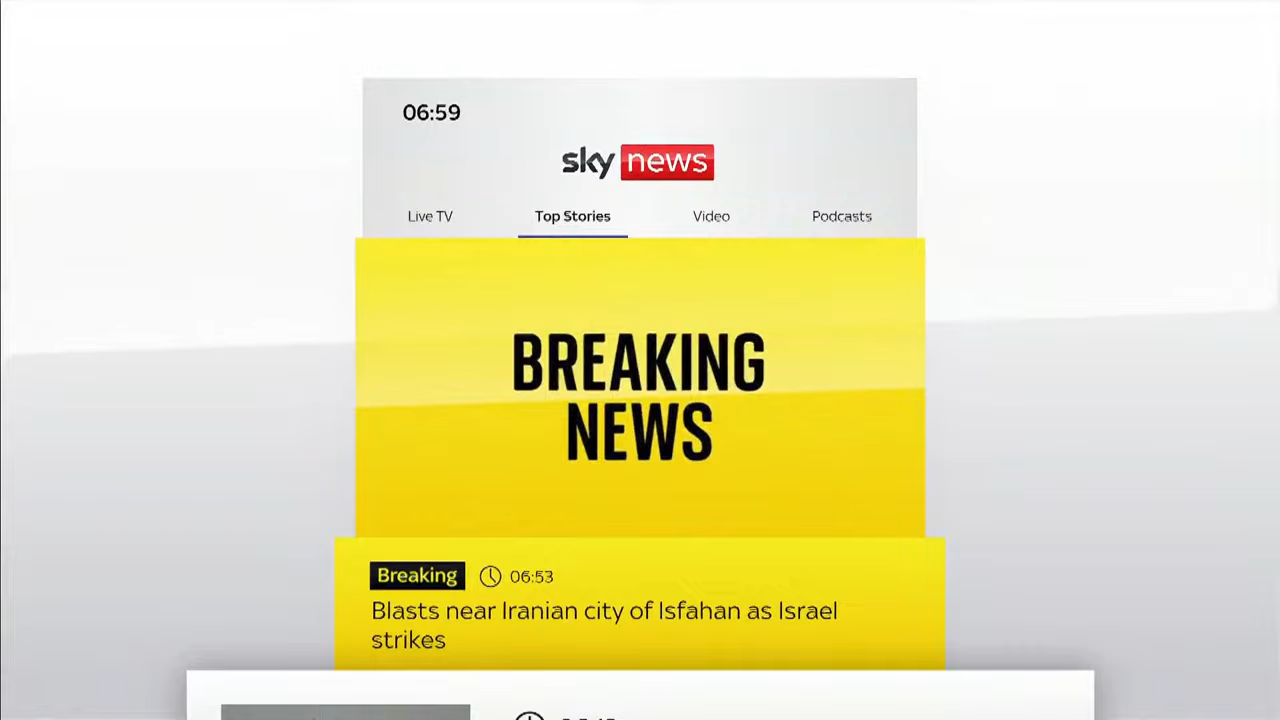 06:59
sky news
Live TV Top Stories Video Podcasts
BREAKING
NEWS
Breaking 06:53
Blasts near Iranian city of Isfahan as Israel
strikes